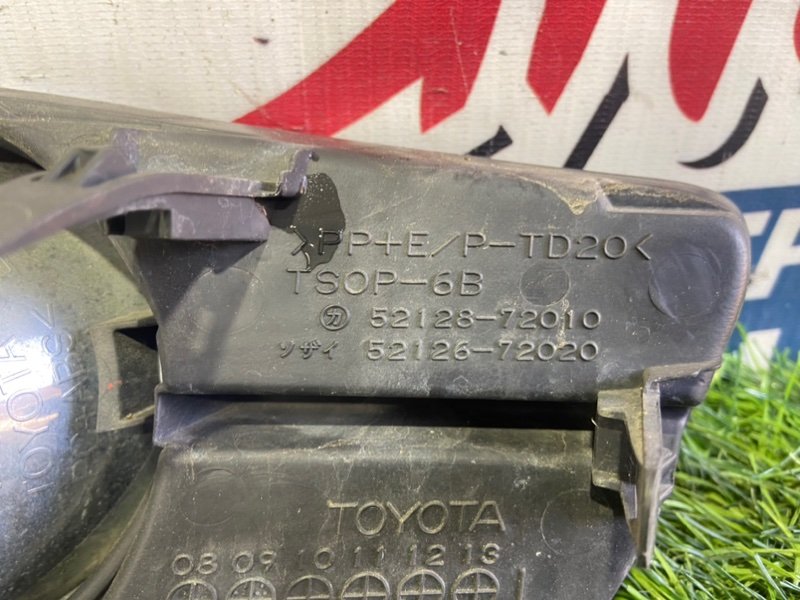 >PP+E/P-TD20<
TSOP-6B
㋕ 52128-72010
ソザイ 52126-72020
TOYOTA
08 09 10 11 12 13
TOYOTA
>ABS<